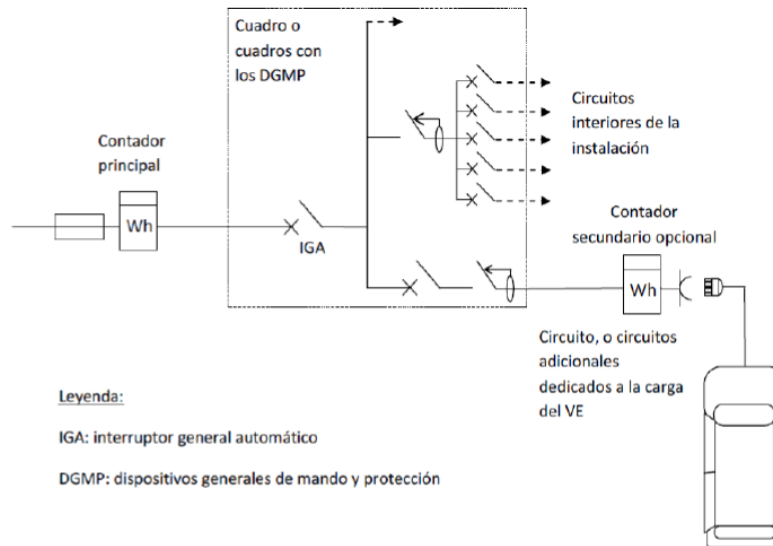 Cuadro o
cuadros con
los DGMP
Circuitos
interiores de la
instalación
Contador
principal
Wh
IGA
Contador
secundario opcional
Wh
Circuito, o circuitos
adicionales
dedicados a la carga
del VE
Leyenda:
IGA: interruptor general automático
DGMP: dispositivos generales de mando y protección